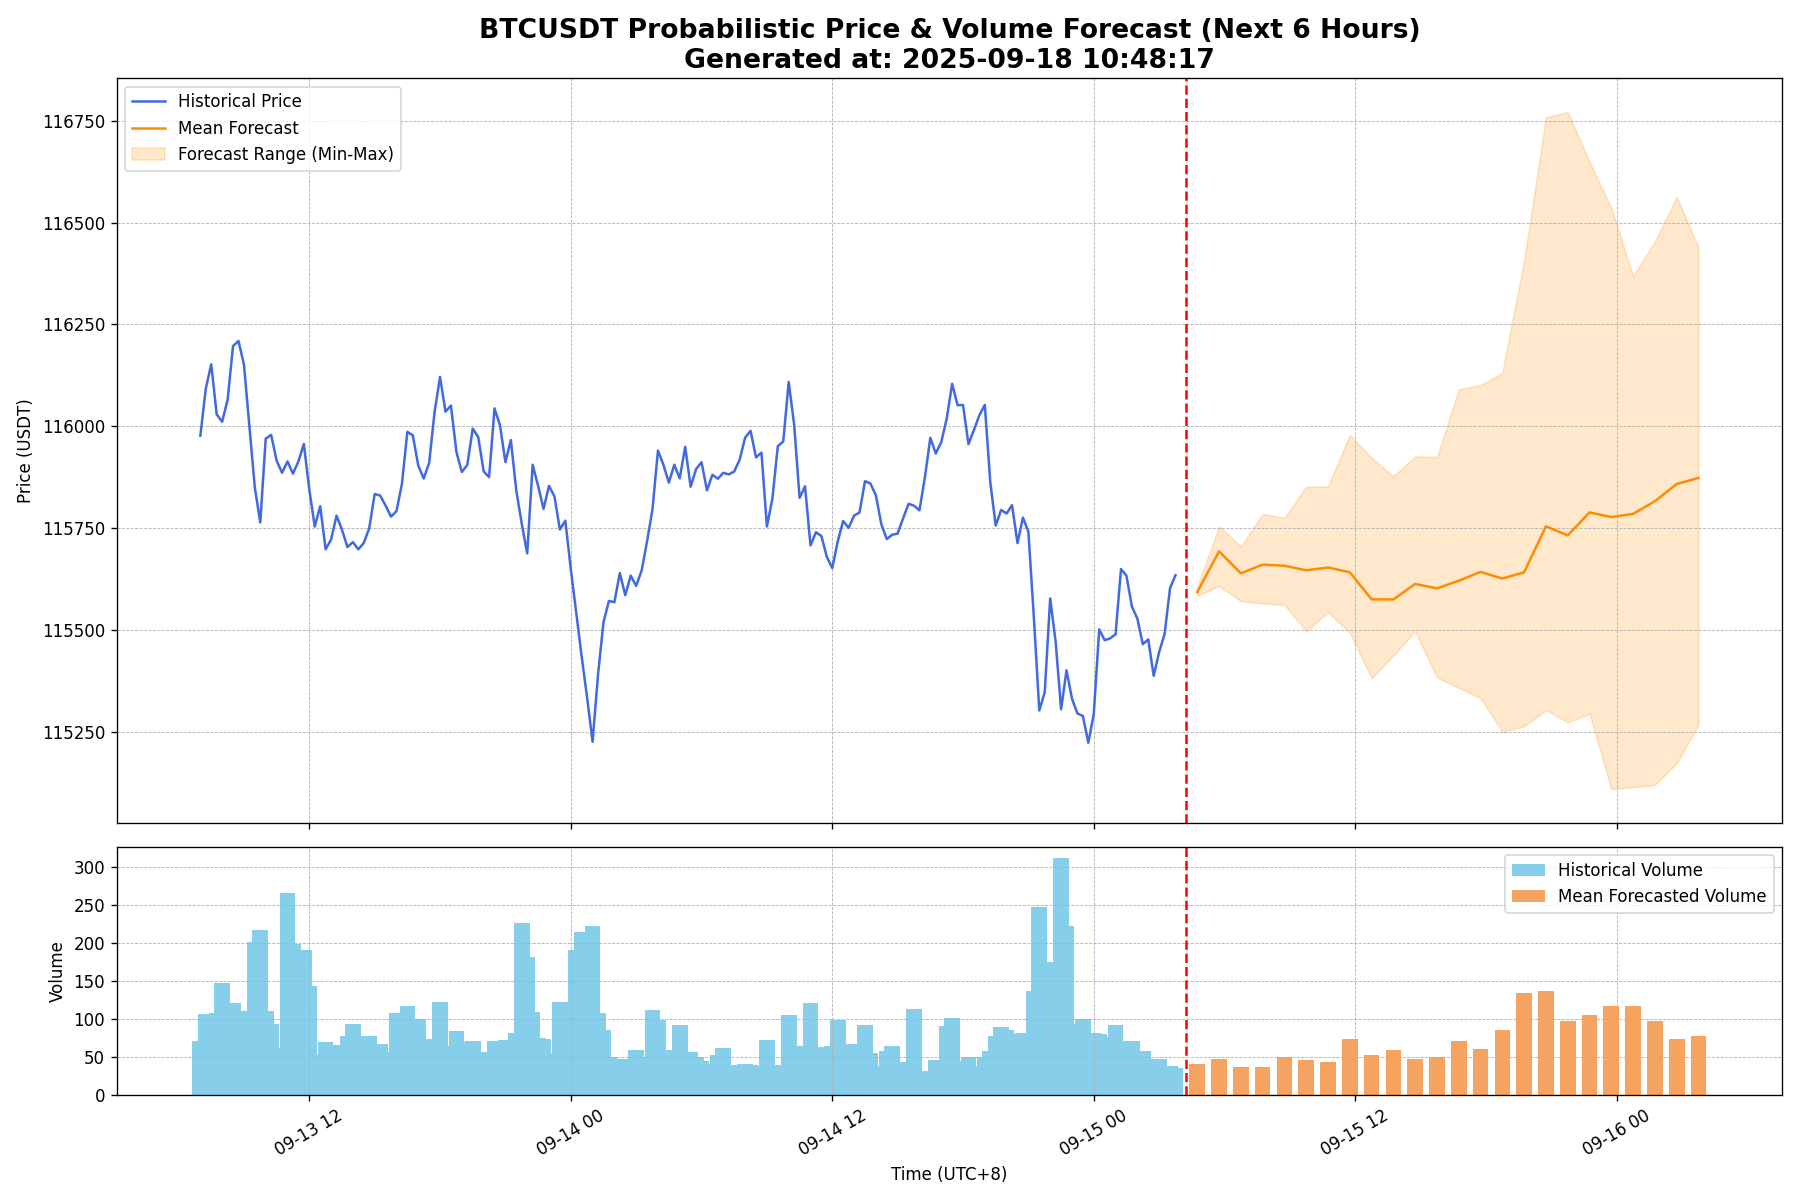 BTCUSDT Probabilistic Price & Volume Forecast (Next 6 Hours)
Generated at: 2025-09-18 10:48:17
Historical Price
Mean Forecast
Forecast Range (Min-Max)
Price (USDT)
116750
116500
116250
116000
115750
115500
115250
Historical Volume
Mean Forecasted Volume
Volume
300
250
200
150
100
50
0
09-13 12
09-14 00
09-14 12
09-15 00
09-15 12
09-16 00
Time (UTC+8)